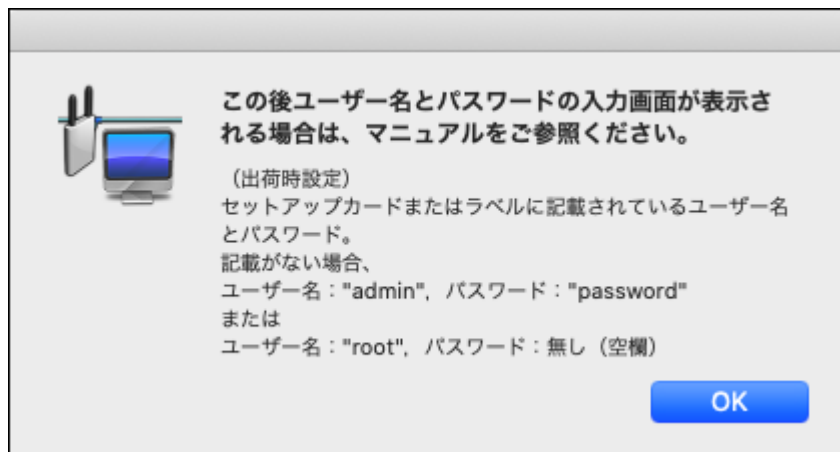 この後ユーザー名とパスワードの入力画面が表示さ
れる場合は、マニュアルをご参照ください。
（出荷時設定）
セットアップカードまたはラベルに記載されているユーザー名
とパスワード。
記載がない場合、
ユーザー名："admin"，パスワード："password"
または
ユーザー名："root"，パスワード：無し（空欄）
OK